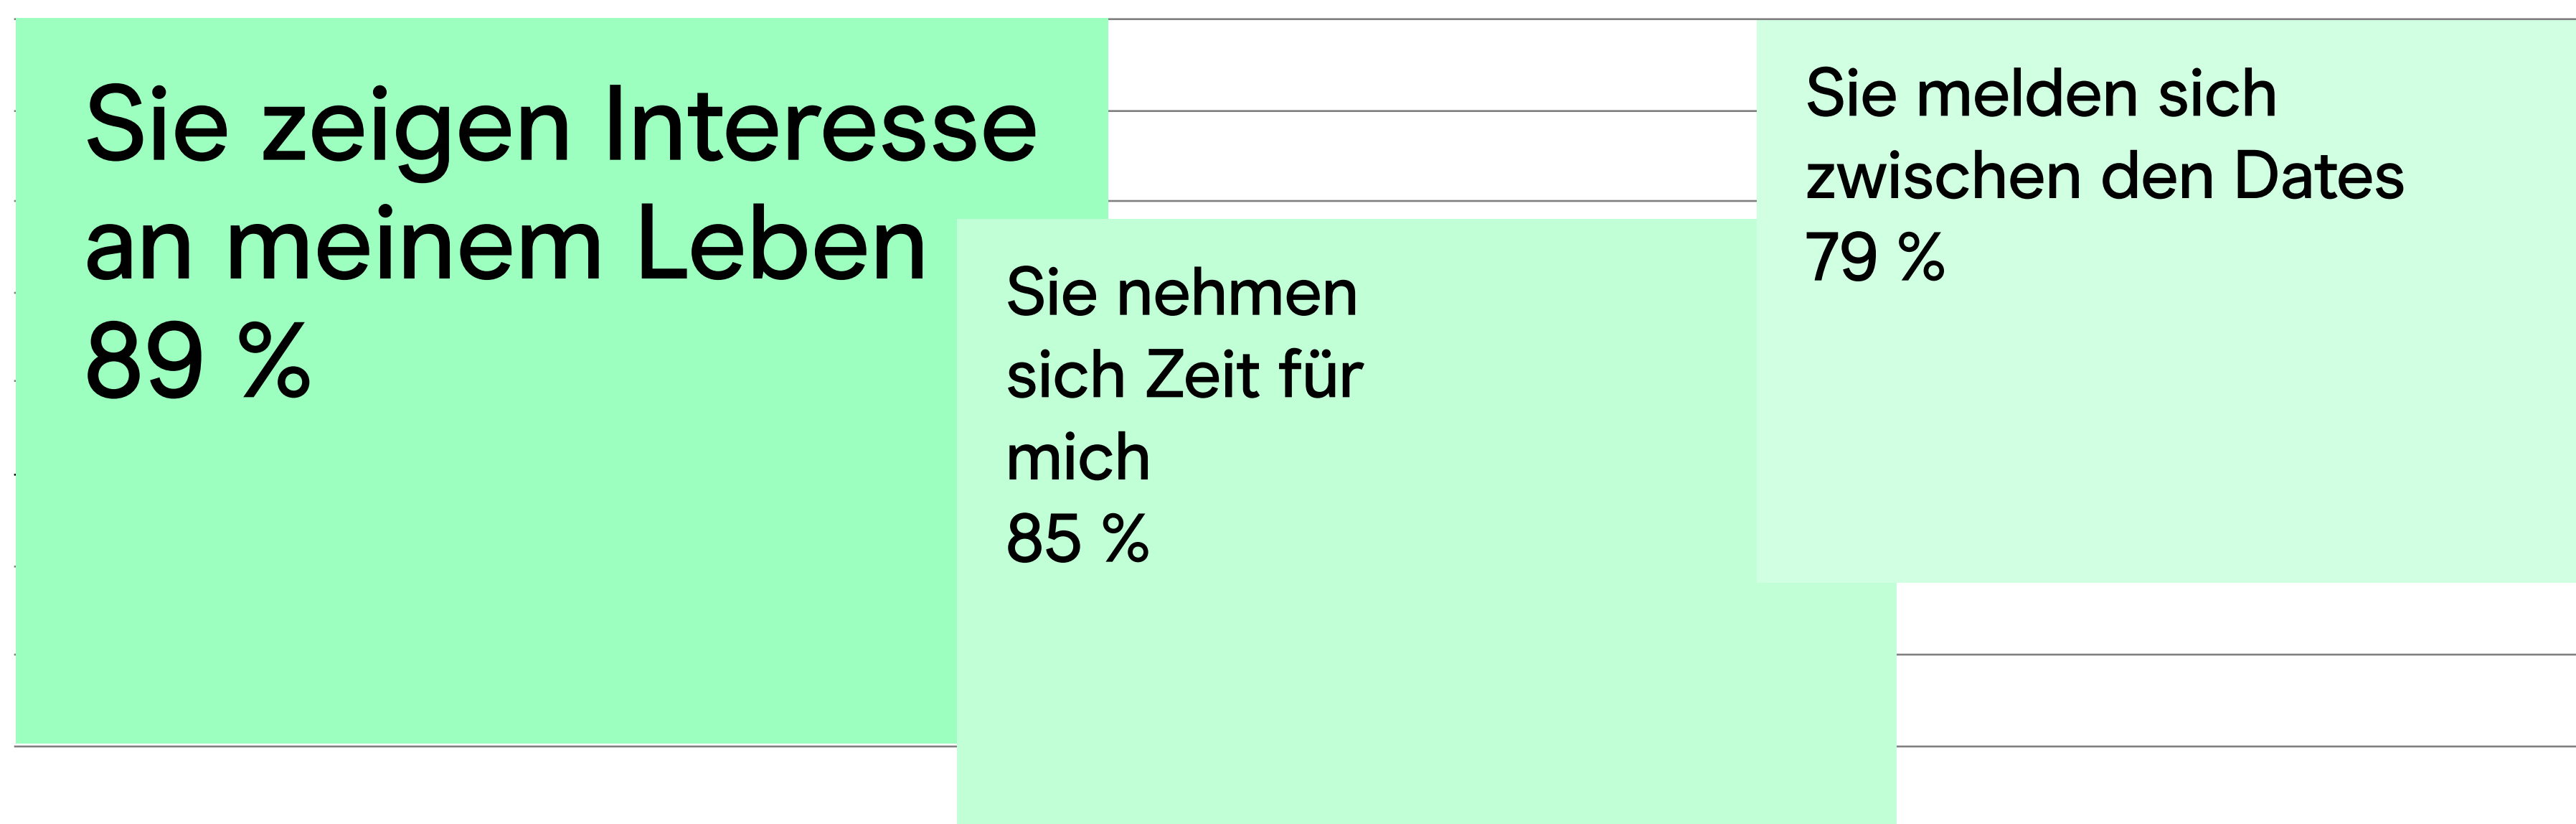 Sie zeigen Interesse
an meinem Leben
89 %
Sie nehmen
sich Zeit für
mich
85 %
Sie melden sich
zwischen den Dates
79 %